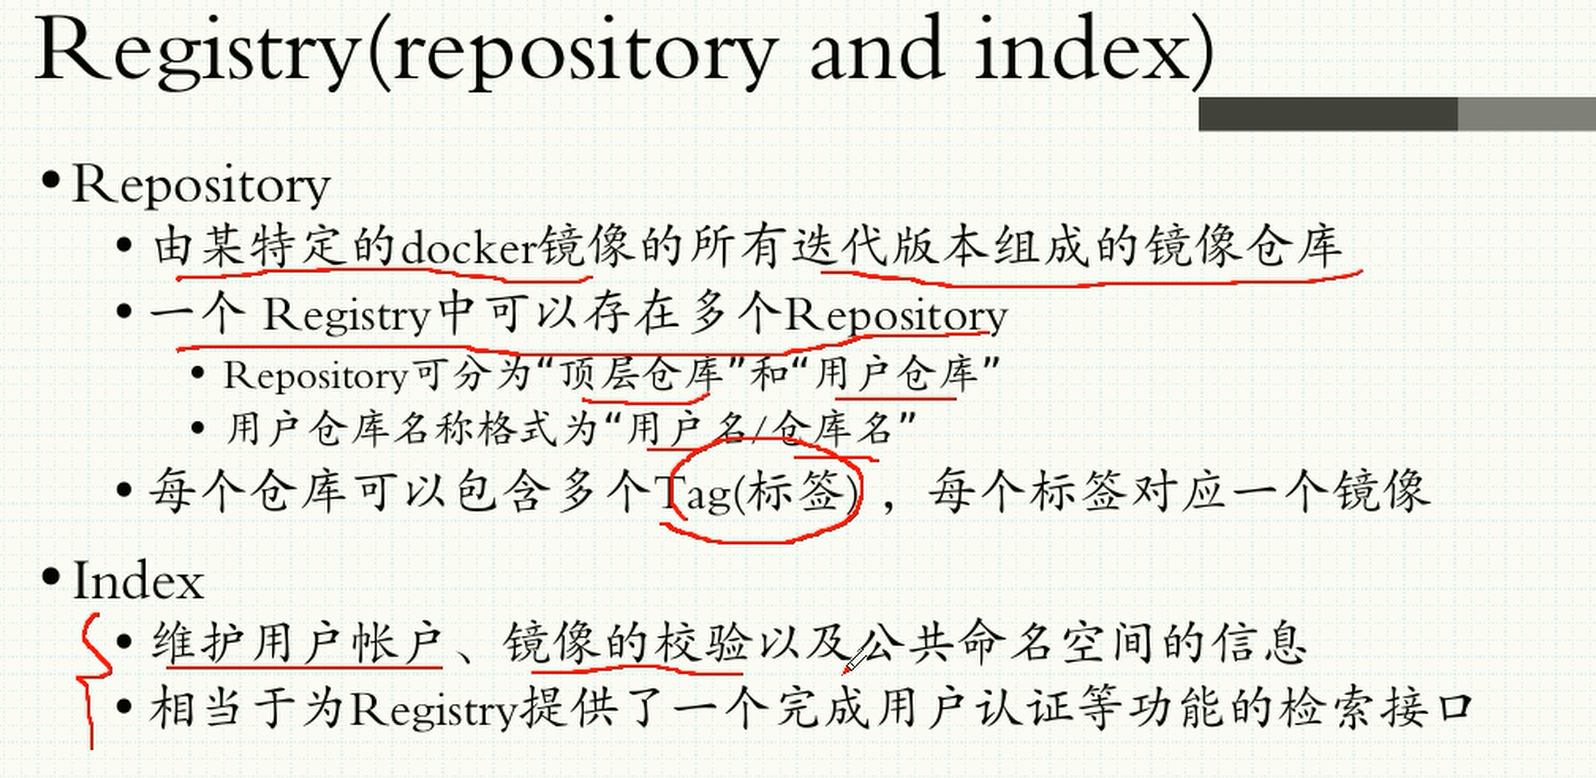 Registry(repository and index)
• Repository
• 由某特定的docker镜像的所有迭代版本组成的镜像仓库
• 一个 Registry中可以存在多个Repository
• Repository可分为“顶层仓库”和“用户仓库”
• 用户仓库名称格式为“用户名/仓库名”
• 每个仓库可以包含多个Tag(标签)，每个标签对应一个镜像
• Index
• 维护用户帐户、镜像的校验以及公共命名空间的信息
• 相当于为Registry提供了一个完成用户认证等功能的检索接口